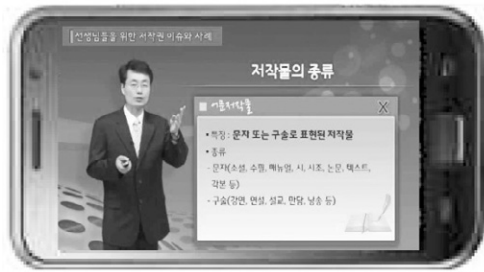 선생님들을 위한 저작권 이슈와 사례
저작물의 종류
어문저작물
X
• 특징 : 문자 또는 구술로 표현된 저작물
• 종류
- 문자(소설, 수필, 매뉴얼, 시, 시조, 논문, 텍스트,
각본 등)
- 구술(강연, 연설, 설교, 만담, 낭송 등)